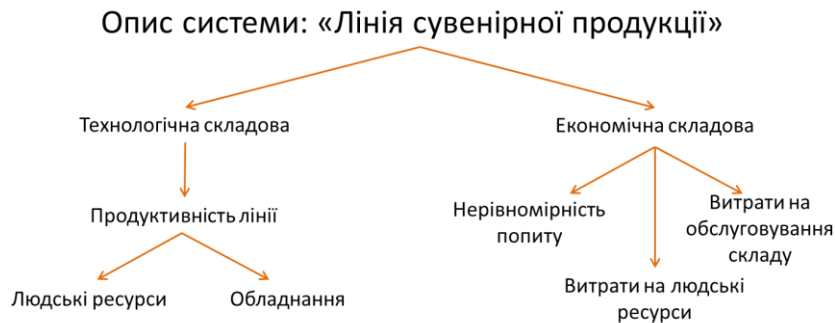 Опис системи: «Лінія сувенірної продукції»
Технологічна складова
Економічна складова
Продуктивність лінії
Нерівномірність
попиту
Витрати на
обслуговування
складу
Людські ресурси
Обладнання
Витрати на людські
ресурси